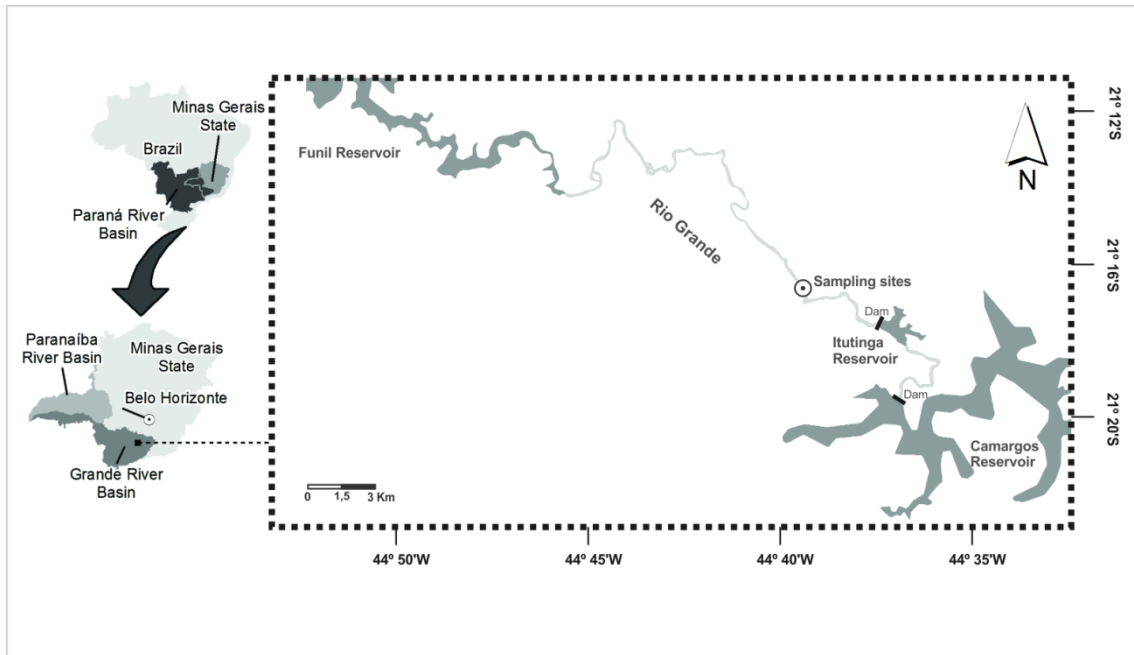 Minas Gerais
State
Brazil
Paraná River
Basin
Paranaíba
River Basin
Minas Gerais
State
Belo Horizonte
Grande River
Basin
Funil Reservoir
Rio Grande
Sampling sites
Dam
Itutinga
Reservoir
Dam
Camargos
Reservoir
N
0 1,5 3 Km
21° 12'S
21° 16'S
21° 20'S
44° 50'W
44° 45'W
44° 40'W
44° 35'W